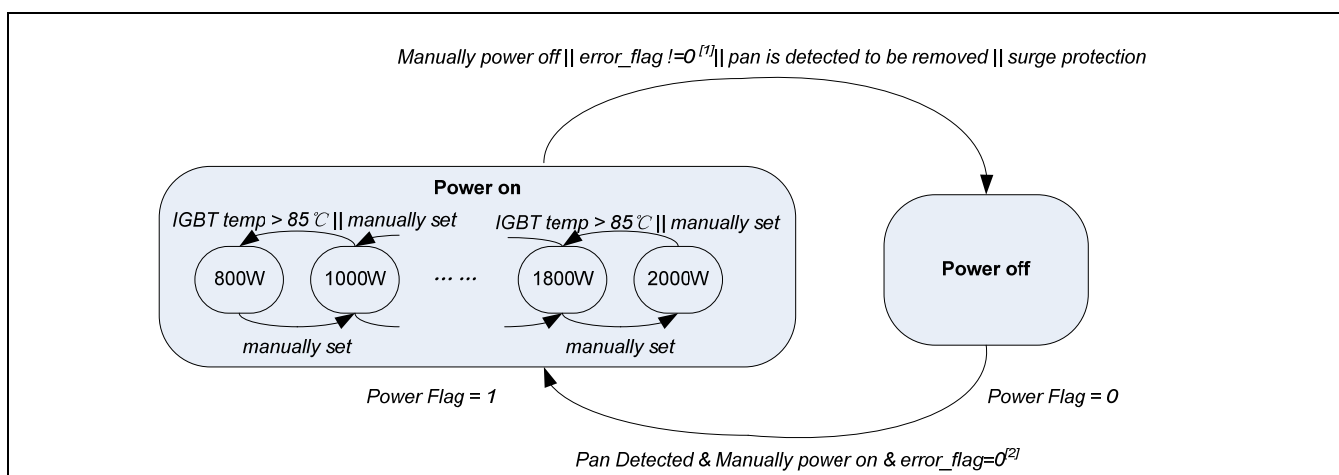 Manually power off || error_flag !=0 [1] || pan is detected to be removed || surge protection
Power on
IGBT temp > 85℃ || manually set
IGBT temp > 85℃ || manually set
800W
1000W
... ...
1800W
2000W
manually set
manually set
Power off
Power Flag = 1
Power Flag = 0
Pan Detected & Manually power on & error_flag=0[2]